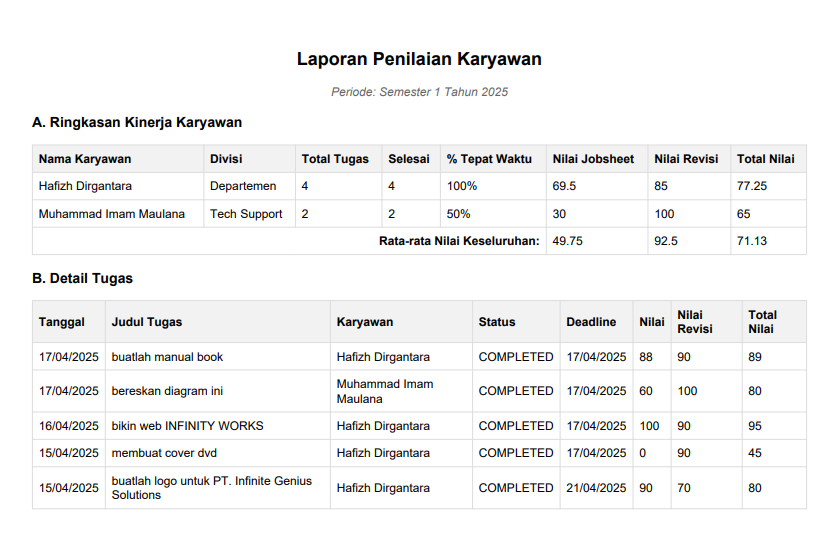 Laporan Penilaian Karyawan
Periode: Semester 1 Tahun 2025
A. Ringkasan Kinerja Karyawan
Nama Karyawan Divisi Total Tugas Selesai % Tepat Waktu Nilai Jobsheet Nilai Revisi Total Nilai
Hafizh Dirgantara Departemen 4 4 100% 69.5 85 77.25
Muhammad Imam Maulana Tech Support 2 2 50% 30 100 65
Rata-rata Nilai Keseluruhan: 49.75 92.5 71.13
B. Detail Tugas
Tanggal Judul Tugas Karyawan Status Deadline Nilai Nilai Revisi Total Nilai
17/04/2025 buatlah manual book Hafizh Dirgantara COMPLETED 17/04/2025 88 90 89
17/04/2025 bereskan diagram ini Muhammad Imam Maulana COMPLETED 17/04/2025 60 100 80
16/04/2025 bikin web INFINITY WORKS Hafizh Dirgantara COMPLETED 17/04/2025 100 90 95
15/04/2025 membuat cover dvd Hafizh Dirgantara COMPLETED 17/04/2025 0 90 45
15/04/2025 buatlah logo untuk PT. Infinite Genius Solutions Hafizh Dirgantara COMPLETED 21/04/2025 90 70 80